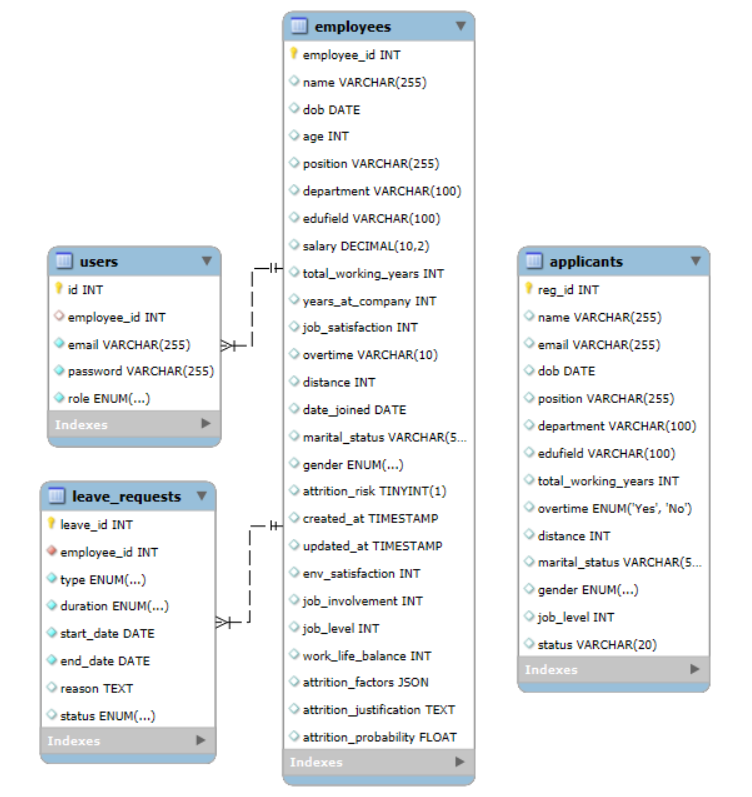 employees
employee_id INT
name VARCHAR(255)
dob DATE
age INT
position VARCHAR(255)
department VARCHAR(100)
edufield VARCHAR(100)
salary DECIMAL(10,2)
total_working_years INT
years_at_company INT
job_satisfaction INT
overtime VARCHAR(10)
distance INT
date_joined DATE
marital_status VARCHAR(5...
gender ENUM(...)
attrition_risk TINYINT(1)
created_at TIMESTAMP
updated_at TIMESTAMP
env_satisfaction INT
job_involvement INT
job_level INT
work_life_balance INT
attrition_factors JSON
attrition_justification TEXT
attrition_probability FLOAT
Indexes
users
id INT
employee_id INT
email VARCHAR(255)
password VARCHAR(255)
role ENUM(...)
Indexes
leave_requests
leave_id INT
employee_id INT
type ENUM(...)
duration ENUM(...)
start_date DATE
end_date DATE
reason TEXT
status ENUM(...)
Indexes
applicants
reg_id INT
name VARCHAR(255)
email VARCHAR(255)
dob DATE
position VARCHAR(255)
department VARCHAR(100)
edufield VARCHAR(100)
total_working_years INT
overtime ENUM('Yes', 'No')
distance INT
marital_status VARCHAR(5...
gender ENUM(...)
job_level INT
status VARCHAR(20)
Indexes